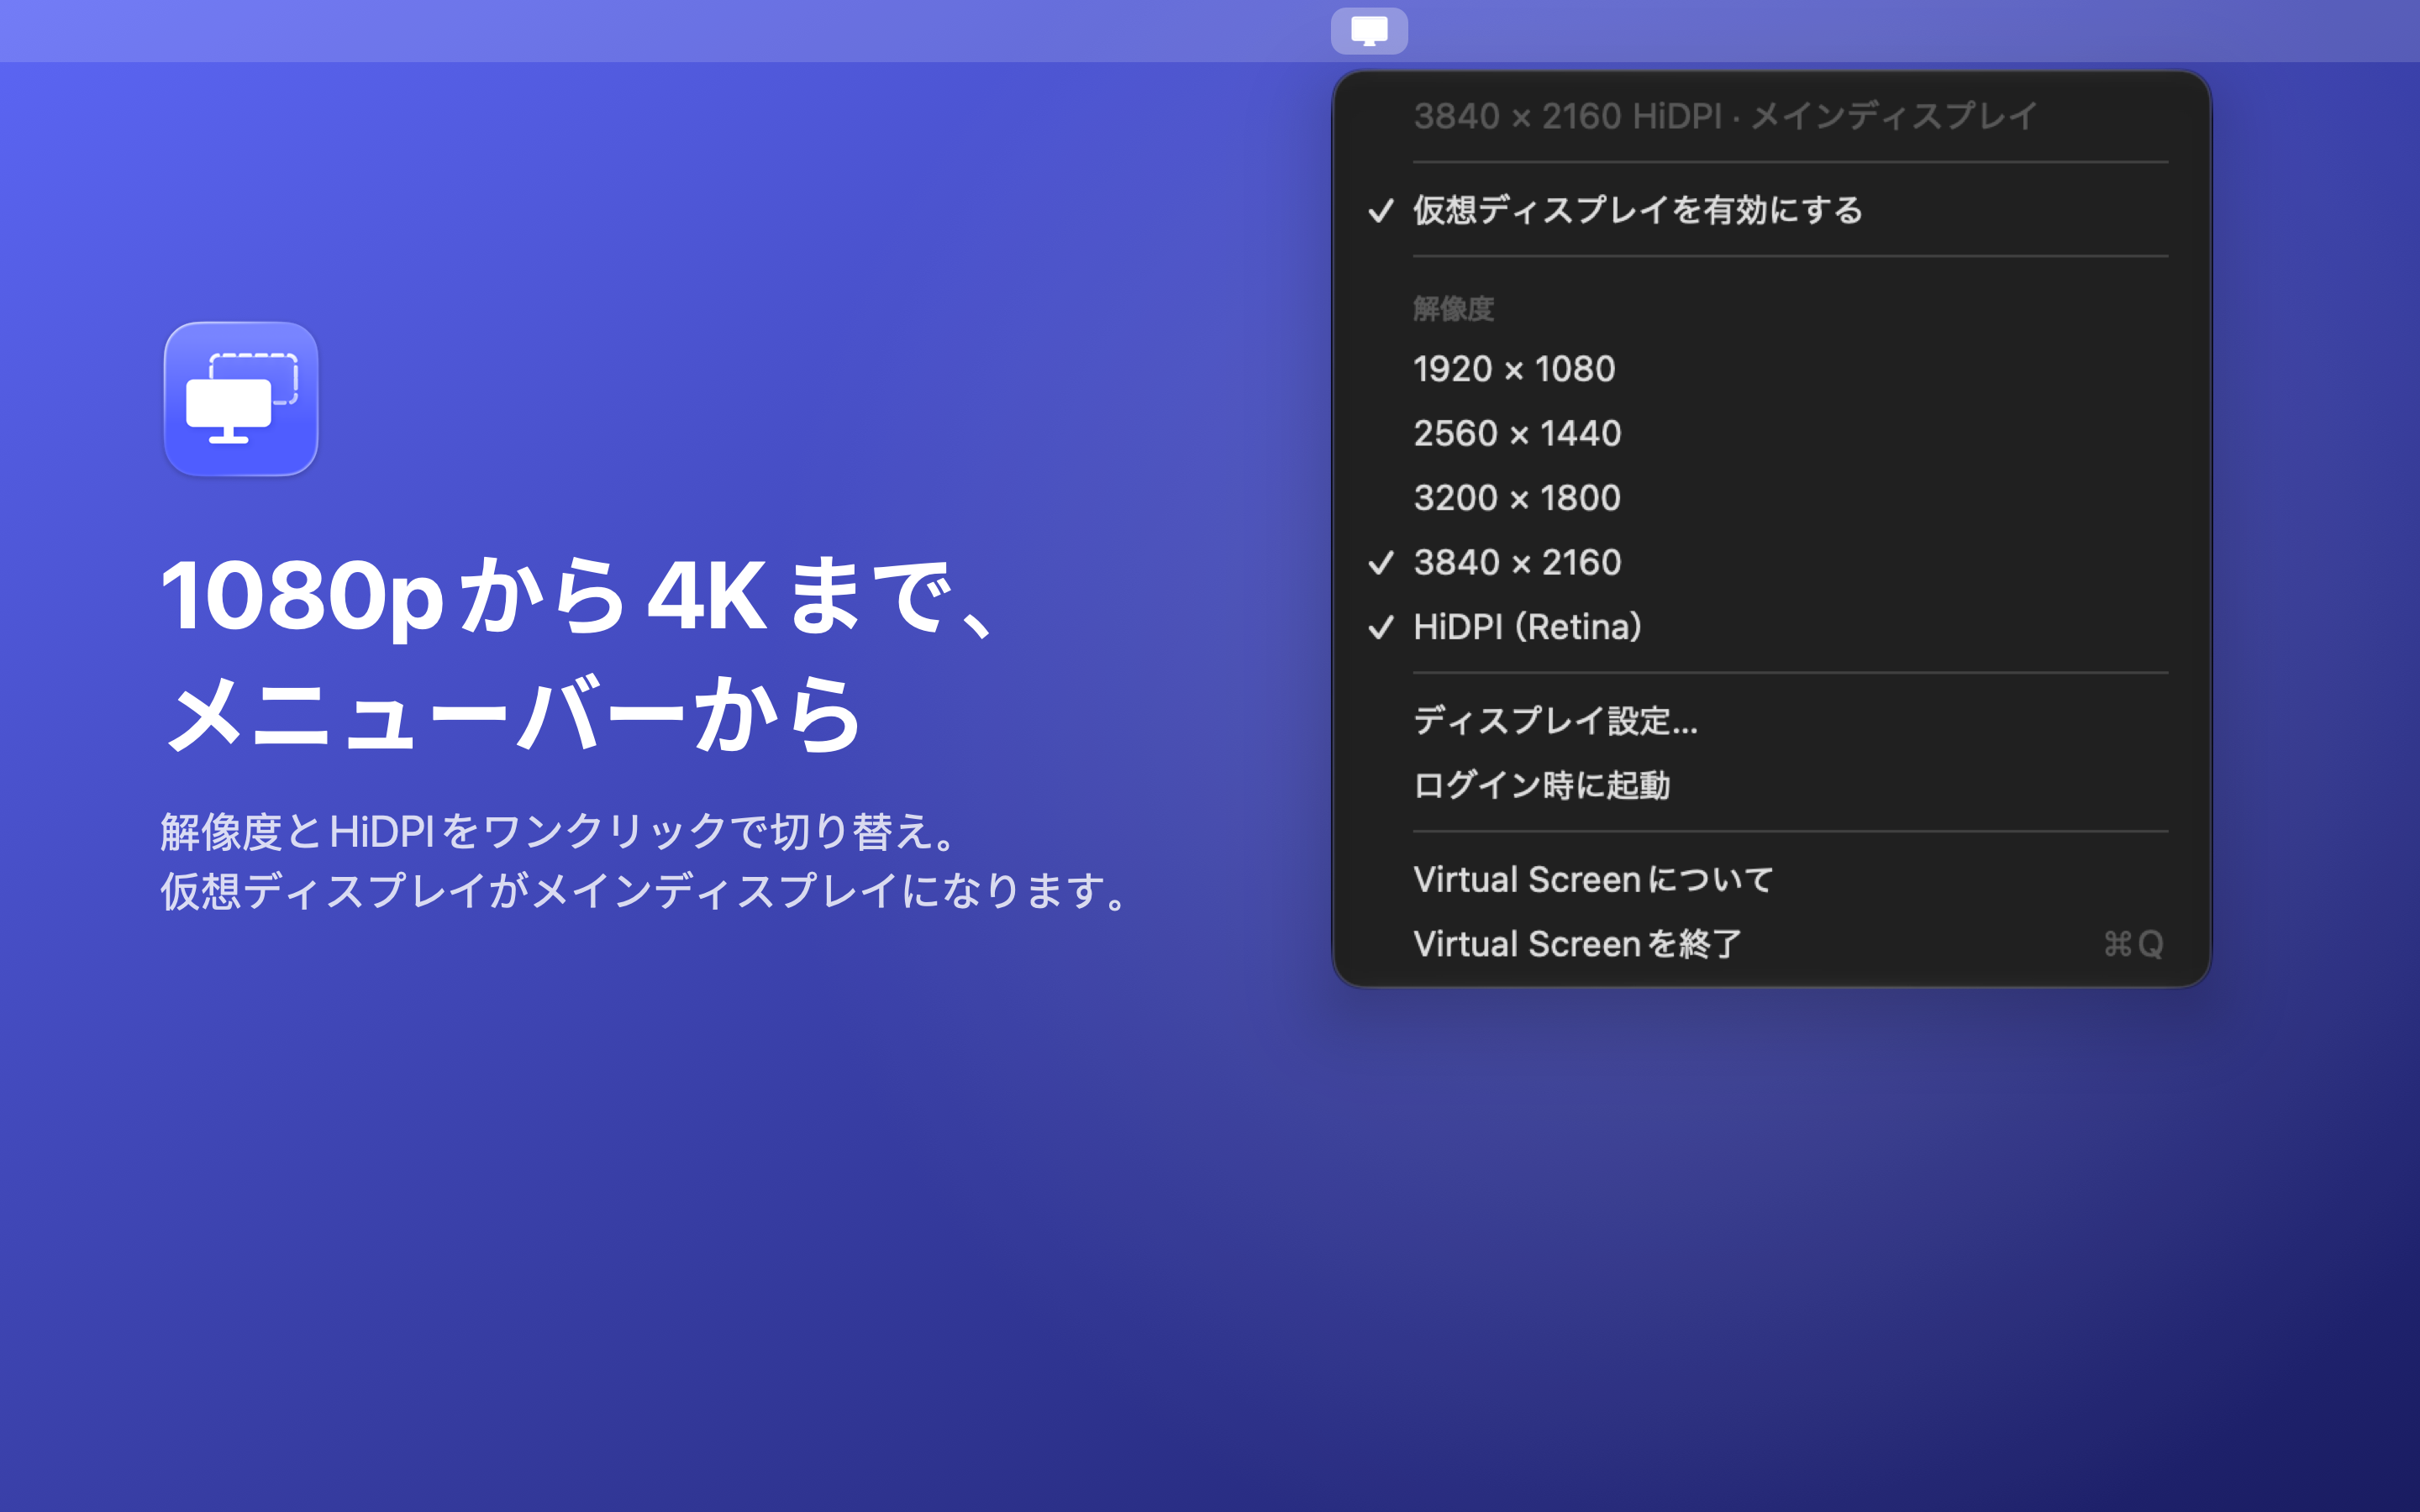 1080pから4Kまで、
メニューバーから
解像度とHiDPIをワンクリックで切り替え。
仮想ディスプレイがメインディスプレイになります。
3840 × 2160 HiDPI · メインディスプレイ
✓ 仮想ディスプレイを有効にする
解像度
1920 × 1080
2560 × 1440
3200 × 1800
✓ 3840 × 2160
✓ HiDPI（Retina）
ディスプレイ設定...
ログイン時に起動
Virtual Screenについて
Virtual Screenを終了 ⌘Q